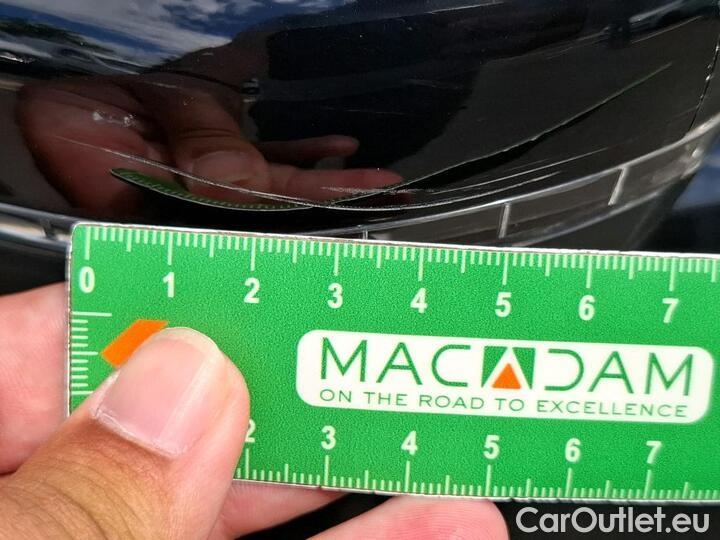 0 1 2 3 4 5 6 7
MACADAM
ON THE ROAD TO EXCELLENCE
2 3 4 5 6 7
CarOutlet.eu